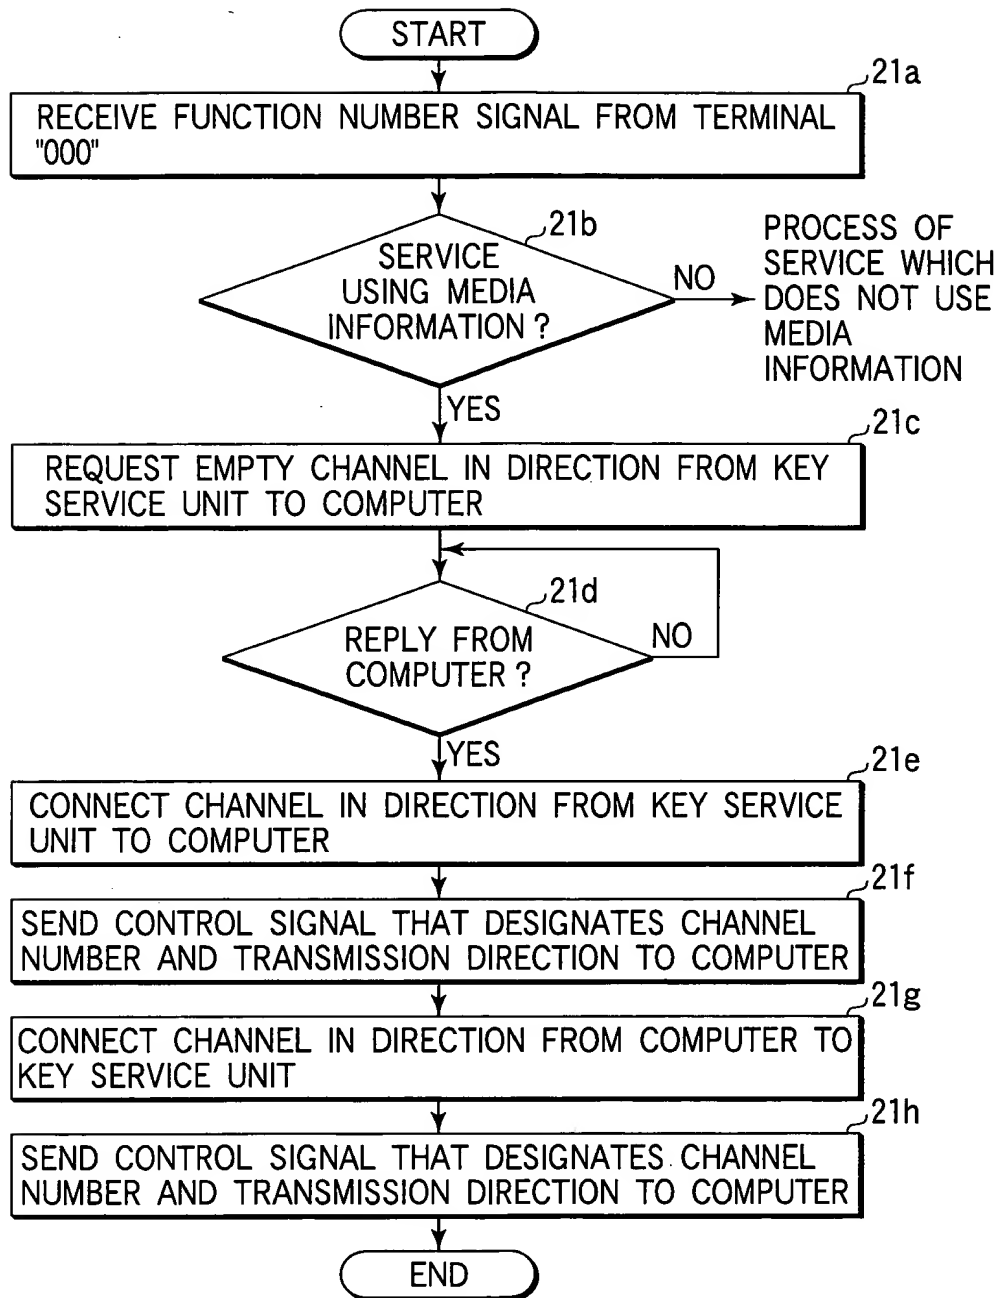 START
21a
RECEIVE FUNCTION NUMBER SIGNAL FROM TERMINAL
"000"
21b
SERVICE
USING MEDIA
INFORMATION ?
NO
PROCESS OF
SERVICE WHICH
DOES NOT USE
MEDIA
INFORMATION
YES
21c
REQUEST EMPTY CHANNEL IN DIRECTION FROM KEY
SERVICE UNIT TO COMPUTER
21d
REPLY FROM
COMPUTER ?
NO
YES
21e
CONNECT CHANNEL IN DIRECTION FROM KEY SERVICE
UNIT TO COMPUTER
21f
SEND CONTROL SIGNAL THAT DESIGNATES CHANNEL
NUMBER AND TRANSMISSION DIRECTION TO COMPUTER
21g
CONNECT CHANNEL IN DIRECTION FROM COMPUTER TO
KEY SERVICE UNIT
21h
SEND CONTROL SIGNAL THAT DESIGNATES CHANNEL
NUMBER AND TRANSMISSION DIRECTION TO COMPUTER
END